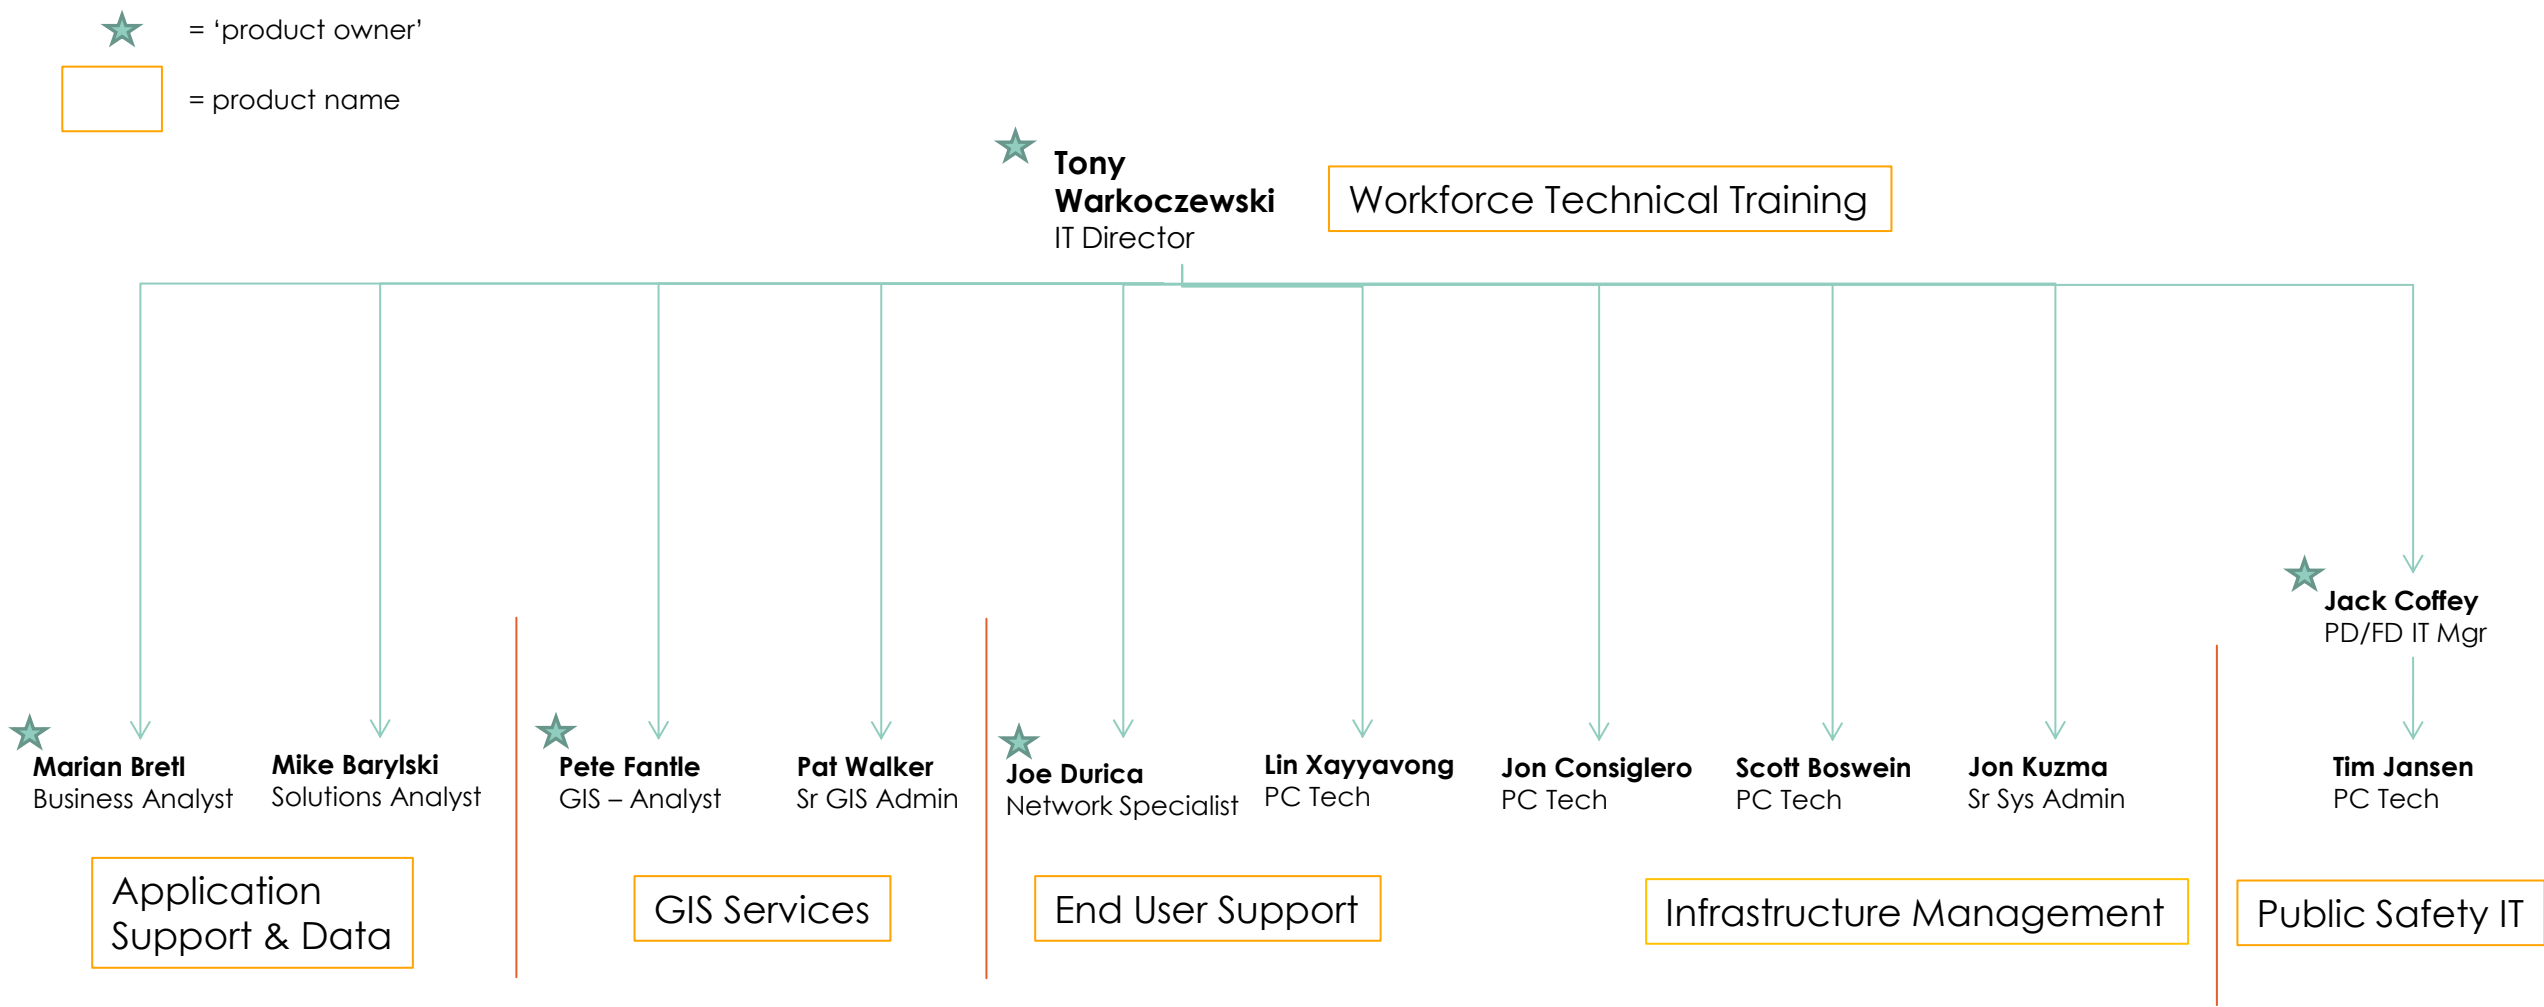 = ‘product owner’
= product name
Tony
Warkoczewski
IT Director
Workforce Technical Training
Jack Coffey
PD/FD IT Mgr
Marian Bretl
Business Analyst
Mike Barylski
Solutions Analyst
Pete Fantle
GIS – Analyst
Pat Walker
Sr GIS Admin
Joe Durica
Network Specialist
Lin Xayyavong
PC Tech
Jon Consiglero
PC Tech
Scott Boswein
PC Tech
Jon Kuzma
Sr Sys Admin
Tim Jansen
PC Tech
Application
Support & Data
GIS Services
End User Support
Infrastructure Management
Public Safety IT